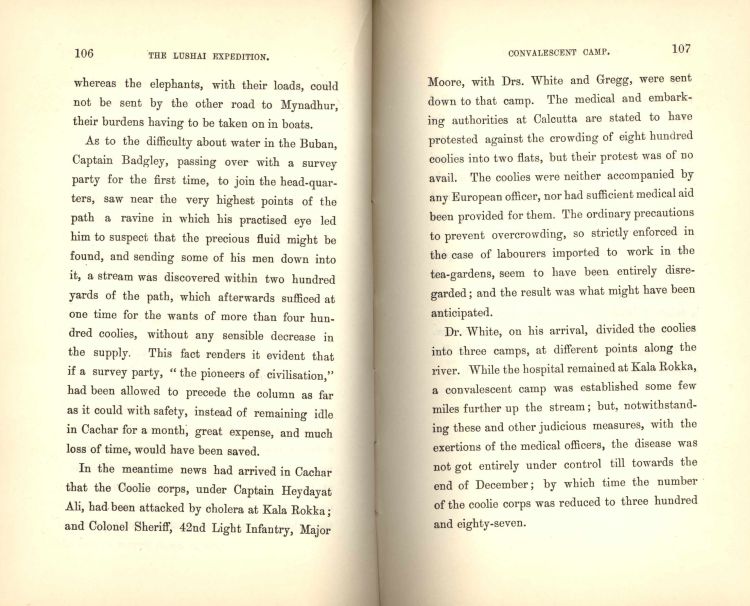 106 THE LUSHAI EXPEDITION.
whereas the elephants, with their loads, could
not be sent by the other road to Mynadhur,
their burdens having to be taken on in boats.
As to the difficulty about water in the Buban,
Captain Badgley, passing over with a survey
party for the first time, to join the head-quar-
ters, saw near the very highest points of the
path a ravine in which his practised eye led
him to suspect that the precious fluid might be
found, and sending some of his men down into
it, a stream was discovered within two hundred
yards of the path, which afterwards sufficed at
one time for the wants of more than four hun-
dred coolies, without any sensible decrease in
the supply. This fact renders it evident that
if a survey party, “ the pioneers of civilisation,”
had been allowed to precede the column as far
as it could with safety, instead of remaining idle
in Cachar for a month, great expense, and much
loss of time, would have been saved.
In the meantime news had arrived in Cachar
that the Coolie corps, under Captain Heydayat
Ali, had been attacked by cholera at Kala Rokka;
and Colonel Sheriff, 42nd Light Infantry, Major
CONVALESCENT CAMP. 107
Moore, with Drs. White and Gregg, were sent
down to that camp. The medical and embark-
ing authorities at Calcutta are stated to have
protested against the crowding of eight hundred
coolies into two flats, but their protest was of no
avail. The coolies were neither accompanied by
any European officer, nor had sufficient medical aid
been provided for them. The ordinary precautions
to prevent overcrowding, so strictly enforced in
the case of labourers imported to work in the
tea-gardens, seem to have been entirely disre-
garded; and the result was what might have been
anticipated.
Dr. White, on his arrival, divided the coolies
into three camps, at different points along the
river. While the hospital remained at Kala Rokka,
a convalescent camp was established some few
miles further up the stream; but, notwithstand-
ing these and other judicious measures, with the
exertions of the medical officers, the disease was
not got entirely under control till towards the
end of December; by which time the number
of the coolie corps was reduced to three hundred
and eighty-seven.